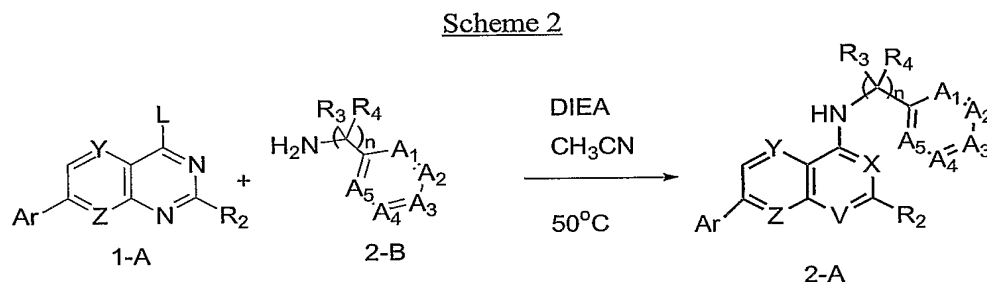 Scheme 2
L
Y
N
Ar
Z
N
R2
1-A
+
R3 R4
H2N
( )n
A1
A2
A3
A4
A5
2-B
DIEA
CH3CN
50°C
R3 R4
HN
( )n
A1
A2
A3
A4
A5
Y
X
Ar
Z
V
R2
2-A